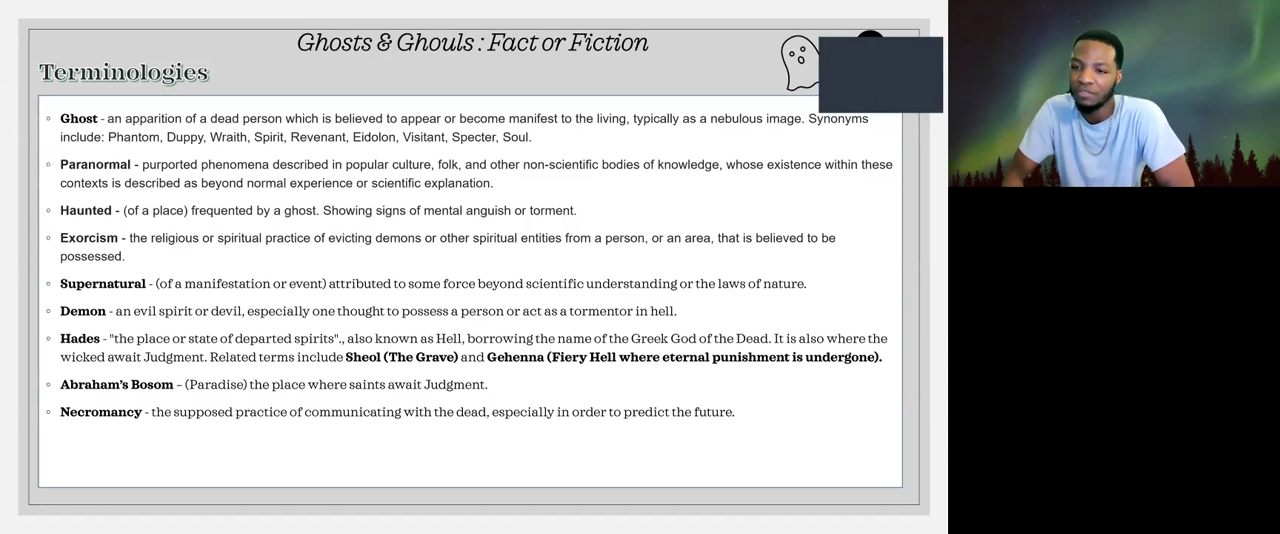 Ghosts & Ghouls : Fact or Fiction
Terminologies
Ghost - an apparition of a dead person which is believed to appear or become manifest to the living, typically as a nebulous image. Synonyms
include: Phantom, Duppy, Wraith, Spirit, Revenant, Eidolon, Visitant, Specter, Soul.
Paranormal - purported phenomena described in popular culture, folk, and other non-scientific bodies of knowledge, whose existence within these
contexts is described as beyond normal experience or scientific explanation.
Haunted - (of a place) frequented by a ghost. Showing signs of mental anguish or torment.
Exorcism - the religious or spiritual practice of evicting demons or other spiritual entities from a person, or an area, that is believed to be
possessed.
Supernatural - (of a manifestation or event) attributed to some force beyond scientific understanding or the laws of nature.
Demon - an evil spirit or devil, especially one thought to possess a person or act as a tormentor in hell.
Hades - "the place or state of departed spirits"., also known as Hell, borrowing the name of the Greek God of the Dead. It is also where the
wicked await Judgment. Related terms include Sheol (The Grave) and Gehenna (Fiery Hell where eternal punishment is undergone).
Abraham's Bosom – (Paradise) the place where saints await Judgment.
Necromancy - the supposed practice of communicating with the dead, especially in order to predict the future.